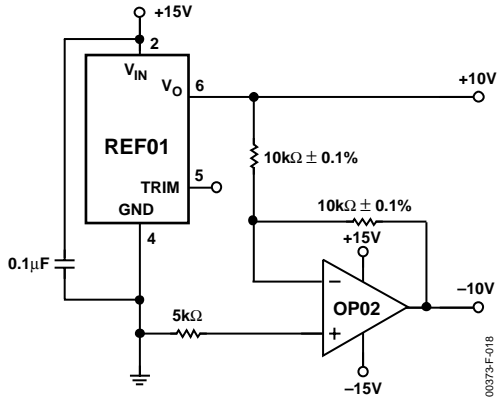 +15V
2
V_IN
V_O
6
+10V
REF01
10kΩ ± 0.1%
TRIM
5
10kΩ ± 0.1%
GND
4
+15V
0.1μF
−
OP02
−10V
5kΩ
+
−15V
00373-F-018